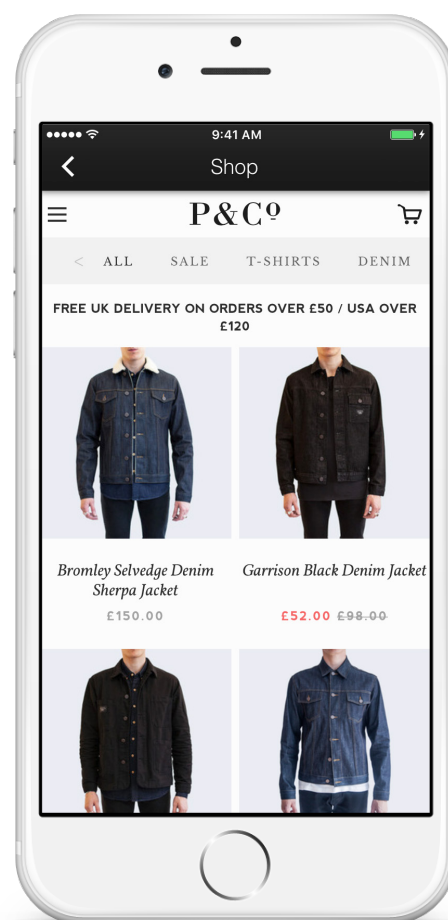 9:41 AM
Shop
P&Cº
< ALL SALE T-SHIRTS DENIM
FREE UK DELIVERY ON ORDERS OVER £50 / USA OVER
£120
Bromley Selvedge Denim
Sherpa Jacket
£150.00
Garrison Black Denim Jacket
£52.00 £98.00